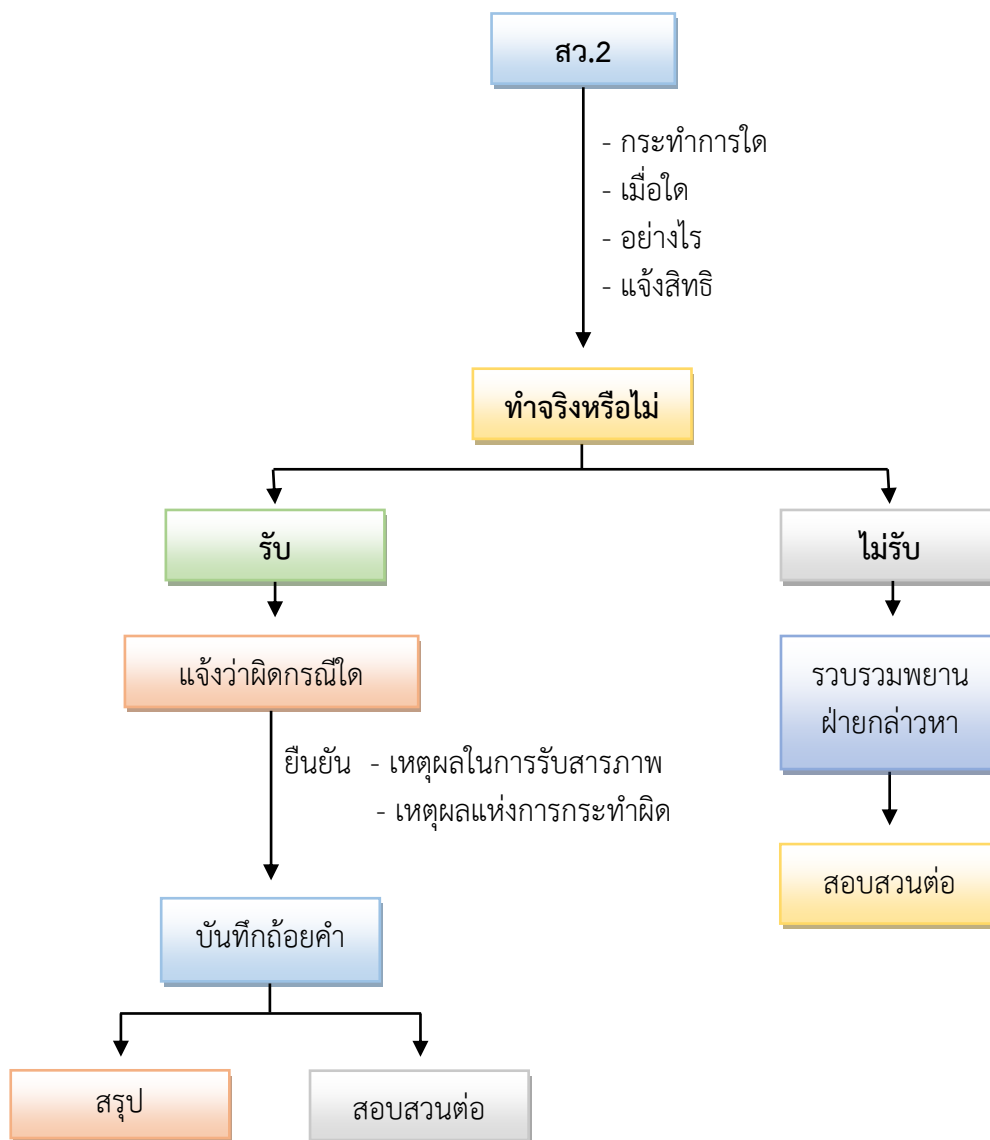 สว.2
- กระทำการใด
- เมื่อใด
- อย่างไร
- แจ้งสิทธิ
ทำจริงหรือไม่
รับ
ไม่รับ
แจ้งว่าผิดกรณีใด
รวบรวมพยาน
ฝ่ายกล่าวหา
ยืนยัน - เหตุผลในการรับสารภาพ
- เหตุผลแห่งการกระทำผิด
สอบสวนต่อ
บันทึกถ้อยคำ
สรุป
สอบสวนต่อ